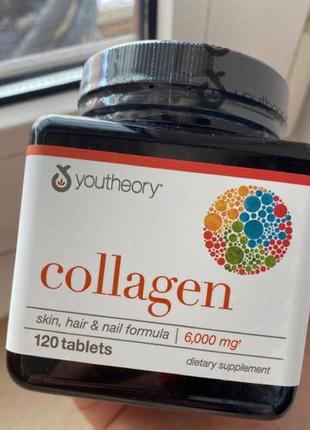 youtheory®
collagen
skin, hair & nail formula | 6,000 mg†
120 tablets
dietary supplement